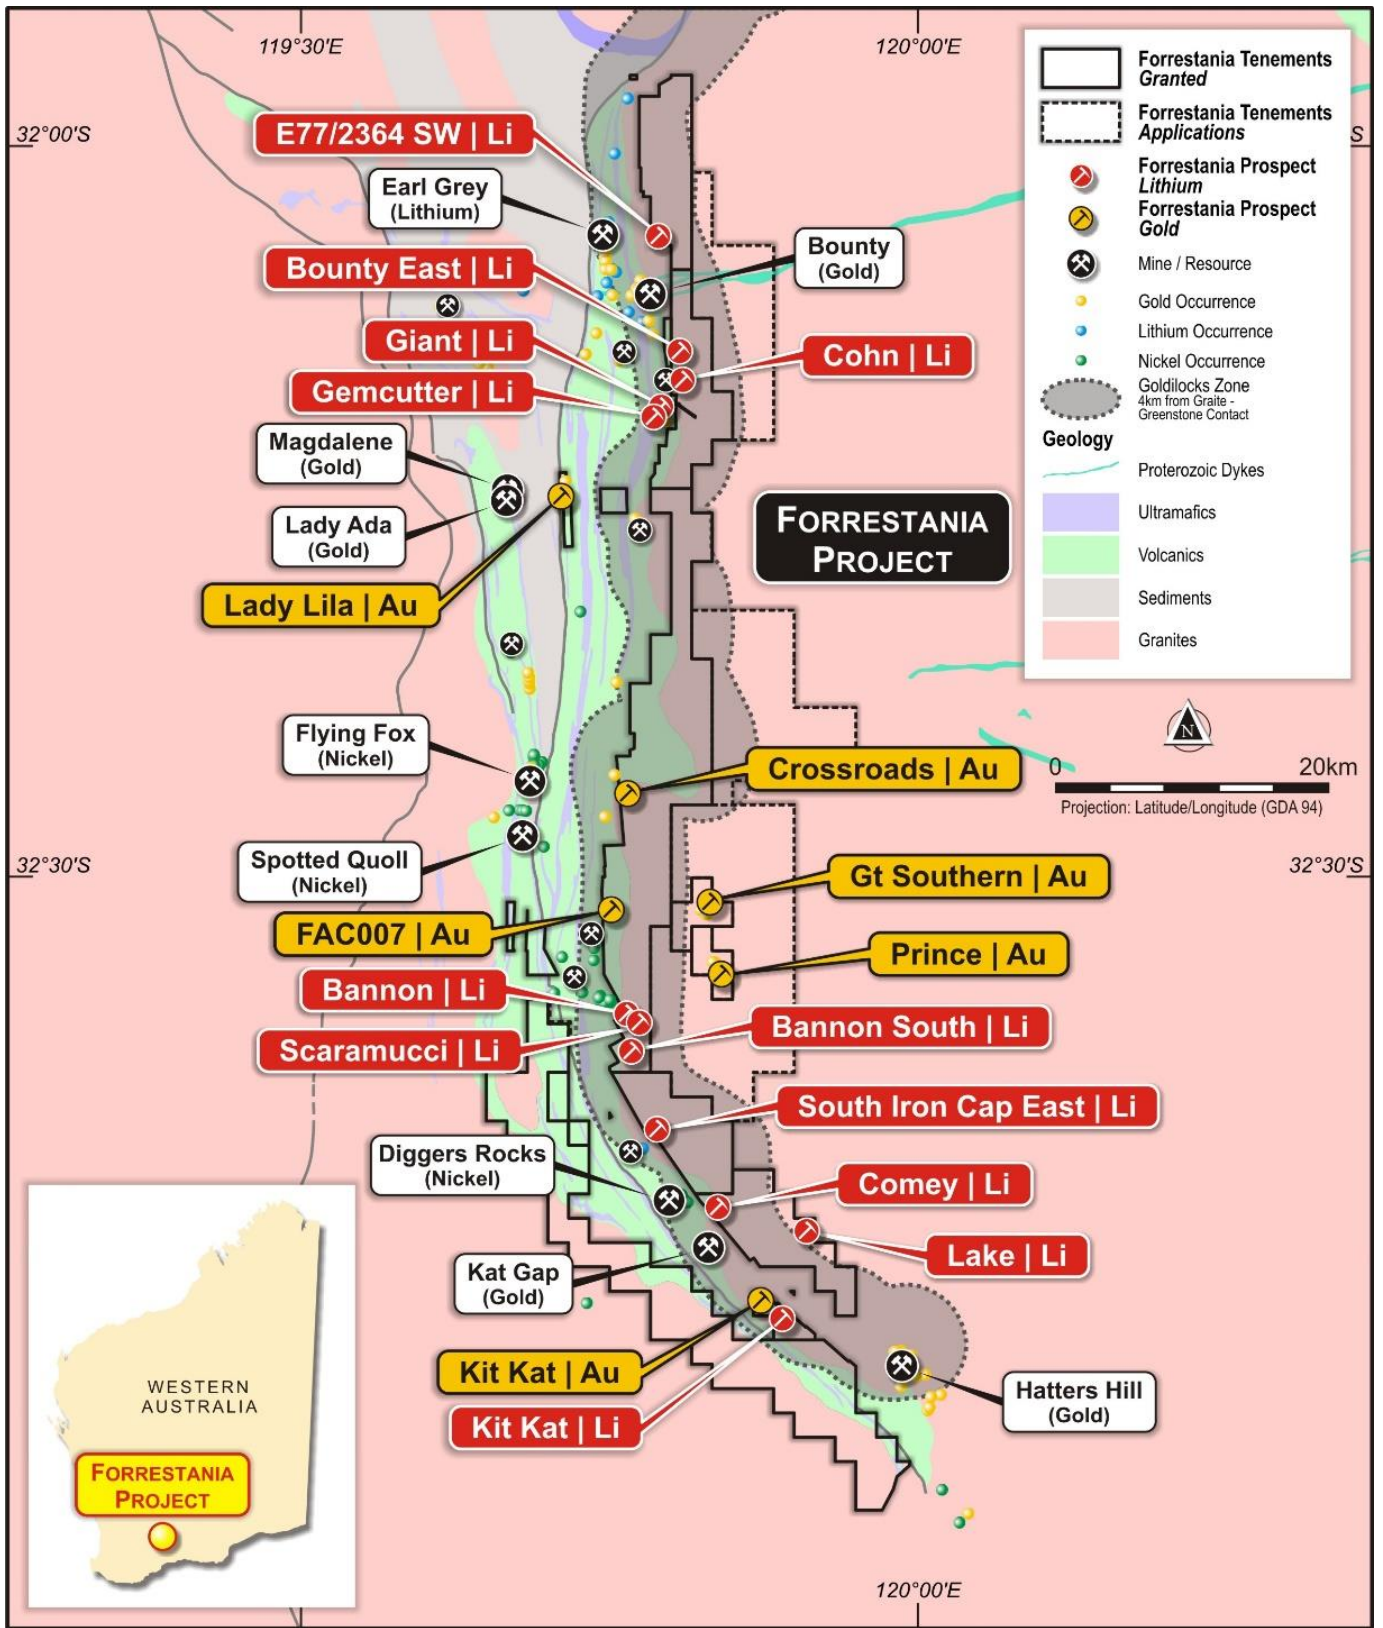 119°30'E
120°00'E
32°00'S
S
E77/2364 SW | Li
Earl Grey
(Lithium)
Bounty
(Gold)
Bounty East | Li
Giant | Li
Cohn | Li
Gemcutter | Li
Magdalene
(Gold)
Lady Ada
(Gold)
FORRESTANIA
PROJECT
Lady Lila | Au
Flying Fox
(Nickel)
Crossroads | Au
Spotted Quoll
(Nickel)
32°30'S
32°30'S
Gt Southern | Au
FAC007 | Au
Prince | Au
Bannon | Li
Bannon South | Li
Scaramucci | Li
South Iron Cap East | Li
Diggers Rocks
(Nickel)
Comey | Li
Lake | Li
Kat Gap
(Gold)
Kit Kat | Au
Hatters Hill
(Gold)
Kit Kat | Li
120°00'E
Forrestania Tenements
Granted
Forrestania Tenements
Applications
Forrestania Prospect
Lithium
Forrestania Prospect
Gold
Mine / Resource
Gold Occurrence
Lithium Occurrence
Nickel Occurrence
Goldilocks Zone
4km from Graite -
Greenstone Contact
Geology
Proterozoic Dykes
Ultramafics
Volcanics
Sediments
Granites
N
0 20km
Projection: Latitude/Longitude (GDA 94)
WESTERN
AUSTRALIA
FORRESTANIA
PROJECT